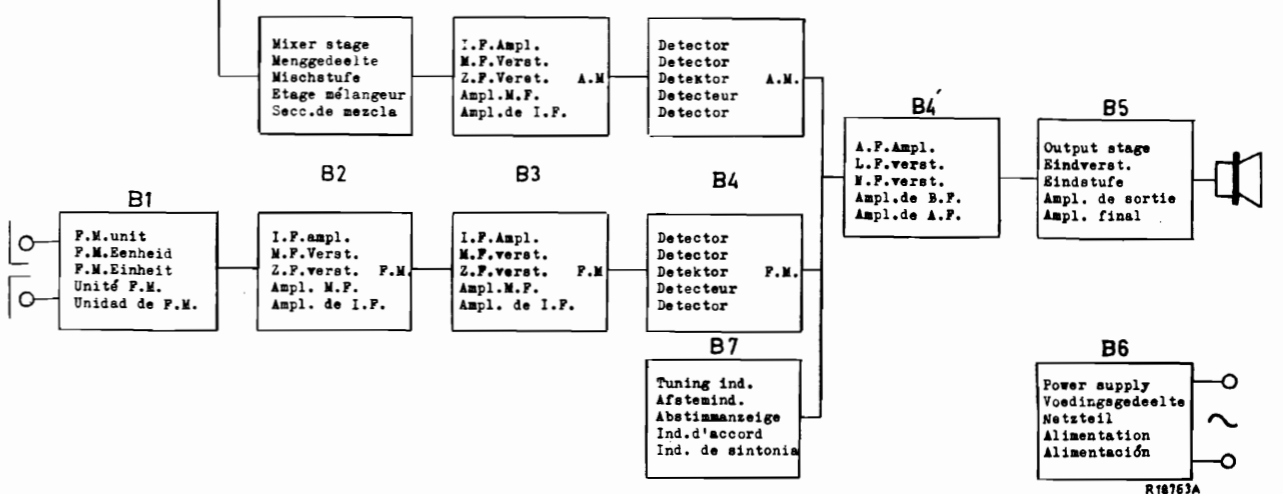 Mixer stage
Menggedeelte
Mischstufe
Etage mélangeur
Secc.de mezcla
I.F.Ampl.
M.F.Verst.
Z.F.Verst. A.M
Ampl.M.F.
Ampl.de I.F.
Detector
Detector
Detektor A.M.
Detecteur
Detector
B4′
A.F.Ampl.
L.F.verst.
N.F.verst.
Ampl.de B.F.
Ampl.de A.F.
B5
Output stage
Eindverst.
Eindstufe
Ampl. de sortie
Ampl. final
B1
F.M.unit
F.M.Eenheid
F.M.Einheit
Unité F.M.
Unidad de F.M.
B2
I.F.ampl.
M.F.Verst.
Z.F.verst. F.M.
Ampl. M.F.
Ampl. de I.F.
B3
I.F.Ampl.
M.F.verst.
Z.F.verst. F.M
Ampl.M.F.
Ampl. de I.F.
B4
Detector
Detector
Detektor F.M.
Detecteur
Detector
B7
Tuning ind.
Afstemind.
Abstimmanzeige
Ind.d'accord
Ind. de sintonia
B6
Power supply
Voedingsgedeelte
Netzteil
Alimentation
Alimentación
~
R18763A